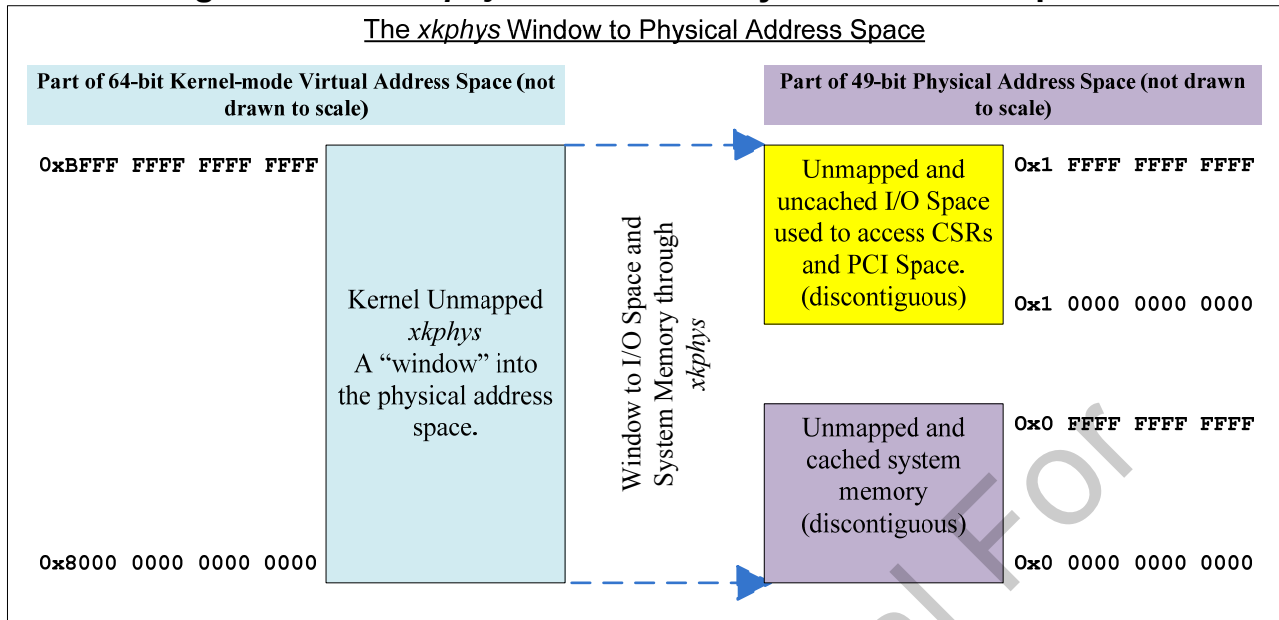 The xkphys Window to Physical Address Space
Part of 64-bit Kernel-mode Virtual Address Space (not
drawn to scale)
Part of 49-bit Physical Address Space (not drawn
to scale)
0xBFFF FFFF FFFF FFFF
Kernel Unmapped
xkphys
A “window” into
the physical address
space.
0x8000 0000 0000 0000
Window to I/O Space and
System Memory through
xkphys
Unmapped and
uncached I/O Space
used to access CSRs
and PCI Space.
(discontiguous)
0x1 FFFF FFFF FFFF
0x1 0000 0000 0000
Unmapped and
cached system
memory
(discontiguous)
0x0 FFFF FFFF FFFF
0x0 0000 0000 0000
For